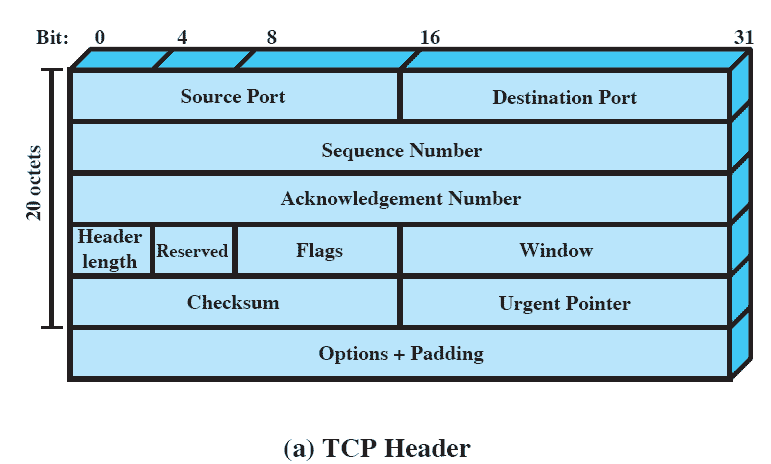 Bit: 0 4 8 16 31
20 octets
Source Port Destination Port
Sequence Number
Acknowledgement Number
Header
length
Reserved Flags Window
Checksum Urgent Pointer
Options + Padding
(a) TCP Header